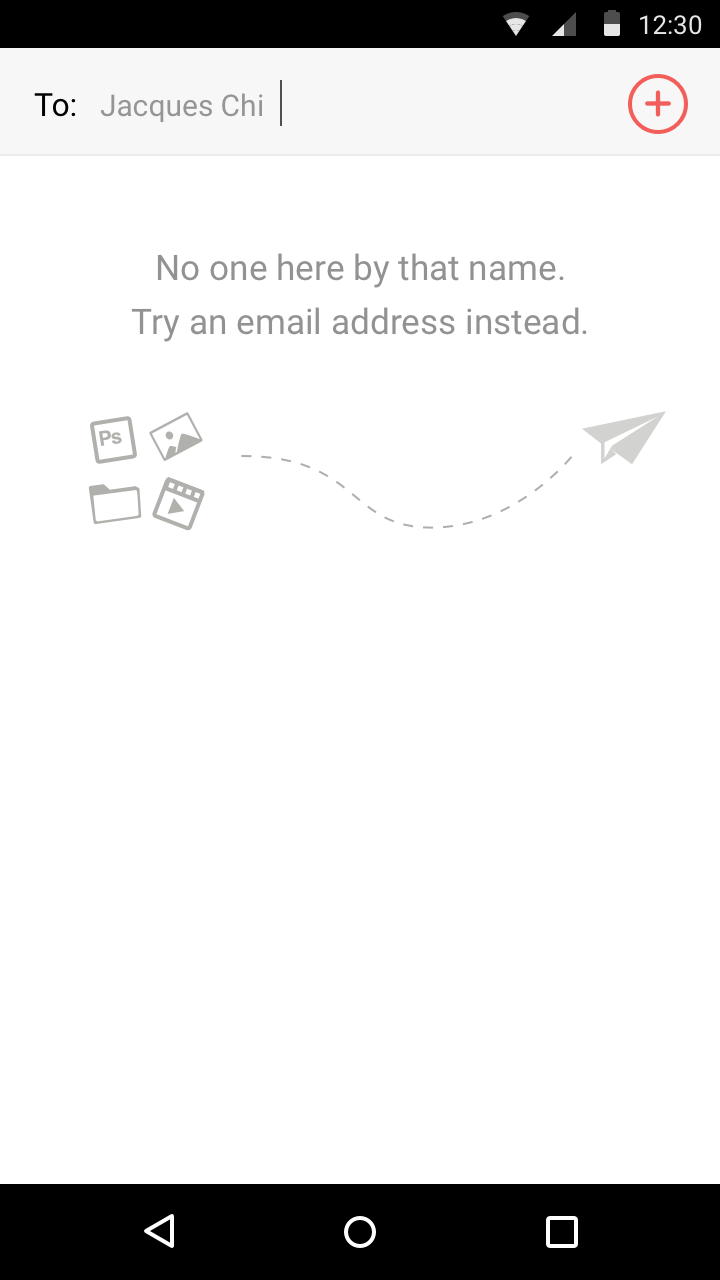 12:30
To: Jacques Chi
No one here by that name.
Try an email address instead.
Ps